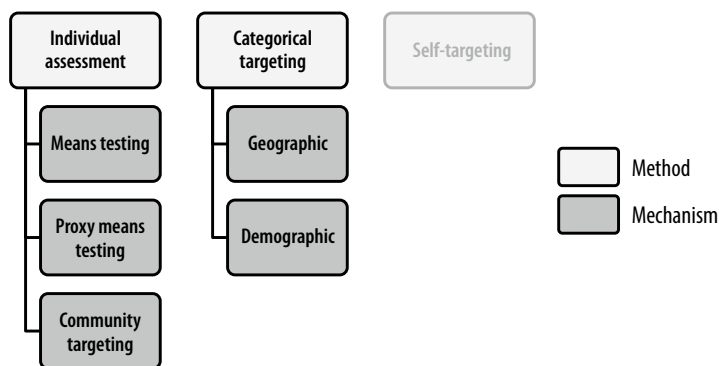 Individual
assessment
Categorical
targeting
Self-targeting
Means testing
Geographic
Method
Proxy means
testing
Demographic
Mechanism
Community
targeting